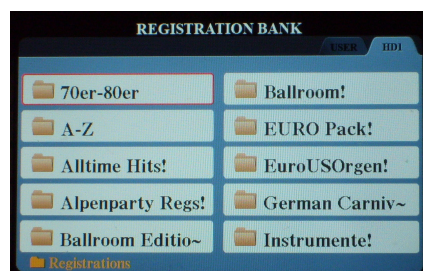 REGISTRATION BANK
USER HD1
70er-80er
Ballroom!
A-Z
EURO Pack!
Alltime Hits!
EuroUSOrgen!
Alpenparty Regs!
German Carniv~
Ballroom Editio~
Instrumente!
Registrations